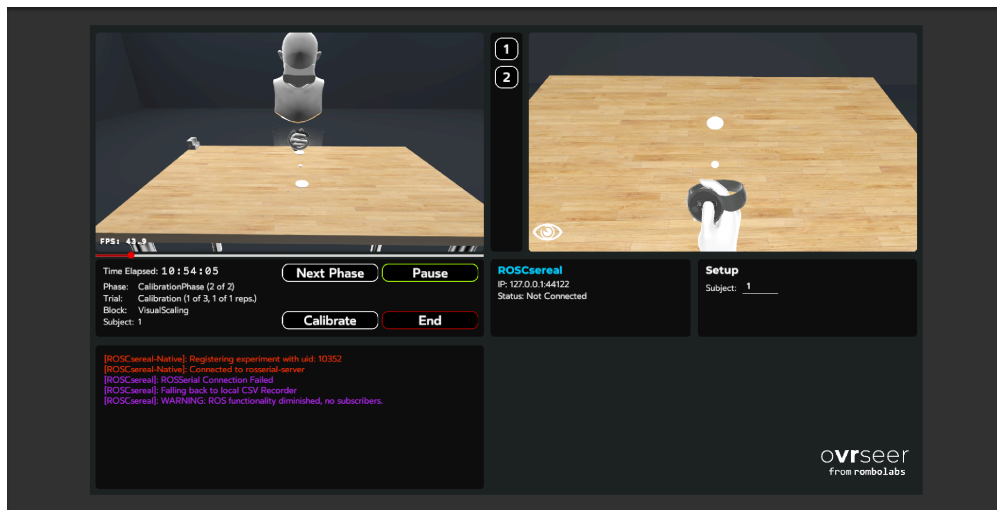 FPS: 43.9
Time Elapsed: 10:54:05
Phase: CalibrationPhase (2 of 2)
Trial: Calibration (1 of 3, 1 of 1 reps.)
Block: VisualScaling
Subject: 1
Next Phase
Pause
Calibrate
End
[ROSCsereal-Native]: Registering experiment with uid: 10352
[ROSCsereal-Native]: Connected to rosserial-server
[ROSCsereal]: ROSSerial Connection Failed
[ROSCsereal]: Falling back to local CSV Recorder
[ROSCsereal]: WARNING: ROS functionality diminished, no subscribers.
1
2
ROSCsereal
IP: 127.0.0.1:44122
Status: Not Connected
Setup
Subject: 1
ovrseer
from rombolabs